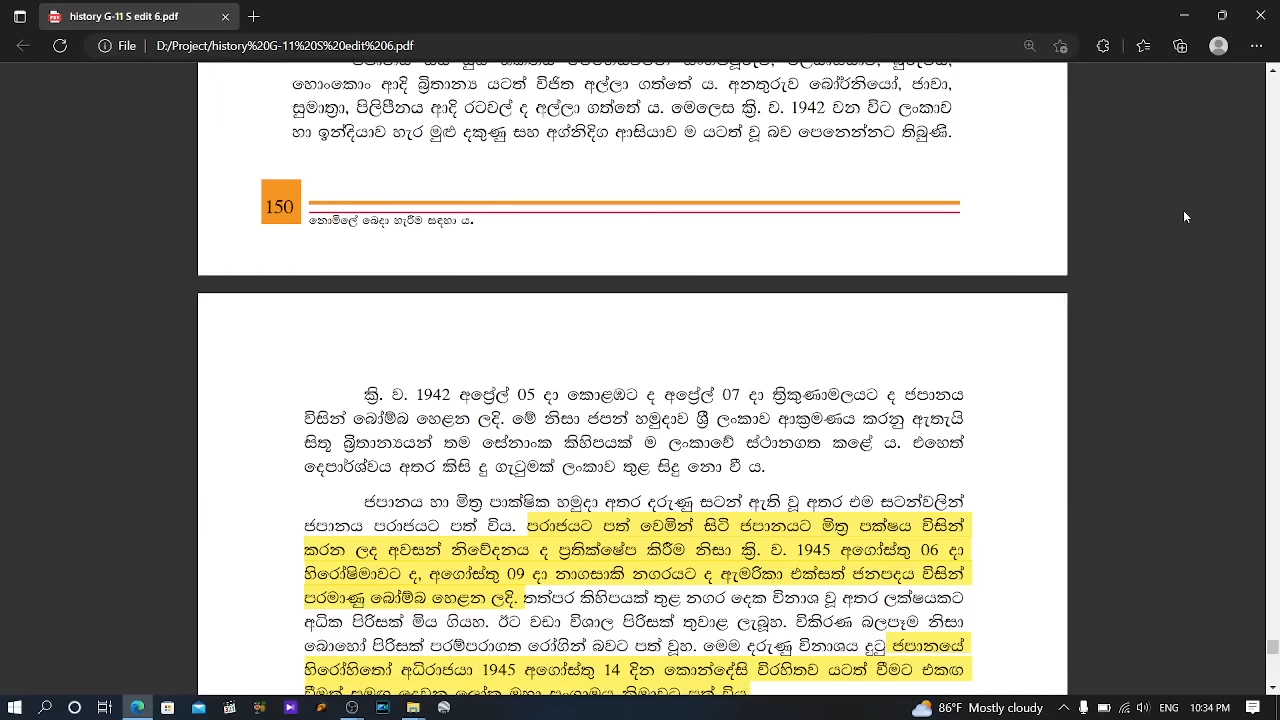 history G-11 S edit 6.pdf
File D:/Project/history%20G-11%20S%20edit%206.pdf
හොංකොං ආදි බ්‍රිතාන්‍ය යටත් විජිත අල්ලා ගත්තේ ය. අනතුරුව බෝර්නියෝ, ජාවා,
සුමාත්‍රා, පිලිපීනය ආදි රටවල් ද අල්ලා ගත්තේ ය. මෙලෙස ක්‍රි. ව. 1942 වන විට ලංකාව
හා ඉන්දියාව හැර මුළු දකුණු සහ අග්නිදිග ආසියාව ම යටත් වූ බව පෙනෙන්නට තිබුණි.
150
නොමිලේ බෙදා හැරීම සඳහා ය.
ක්‍රි. ව. 1942 අප්‍රේල් 05 දා කොළඹට ද අප්‍රේල් 07 දා ත්‍රිකුණාමලයට ද ජපානය
විසින් බෝම්බ හෙළන ලදි. මේ නිසා ජපන් හමුදාව ශ්‍රී ලංකාව ආක්‍රමණය කරනු ඇතැයි
සිතූ බ්‍රිතාන්‍යයන් තම සේනාංක කිහිපයක් ම ලංකාවේ ස්ථානගත කළේ ය. එහෙත්
දෙපාර්ශ්වය අතර කිසි දු ගැටුමක් ලංකාව තුළ සිදු නො වී ය.
ජපානය හා මිත්‍ර පාක්ෂික හමුදා අතර දරුණු සටන් ඇති වූ අතර එම සටන්වලින්
ජපානය පරාජයට පත් විය. පරාජයට පත් වෙමින් සිටි ජපානයට මිත්‍ර පක්ෂය විසින්
කරන ලද අවසන් නිවේදනය ද ප්‍රතික්ෂේප කිරීම නිසා ක්‍රි. ව. 1945 අගෝස්තු 06 දා
හිරෝෂිමාවට ද, අගෝස්තු 09 දා නාගසාකි නගරයට ද ඇමරිකා එක්සත් ජනපදය විසින්
පරමාණු බෝම්බ හෙළන ලදි. තත්පර කිහිපයක් තුළ නගර දෙක විනාශ වූ අතර ලක්ෂයකට
අධික පිරිසක් මිය ගියහ. ඊට වඩා විශාල පිරිසක් තුවාල ලැබූහ. විකිරණ බලපෑම නිසා
බොහෝ පිරිසක් පරම්පරාගත රෝගීන් බවට පත් වූහ. මෙම දරුණු විනාශය දුටු ජපානයේ
හිරෝහිතෝ අධිරාජයා 1945 අගෝස්තු 14 දින කොන්දේසි විරහිතව යටත් වීමට එකඟ
වීමත් සමඟ දෙවන ලෝක මහා සංග්‍රාමය නිමාවට පත් විය.
86°F Mostly cloudy ENG 10:34 PM